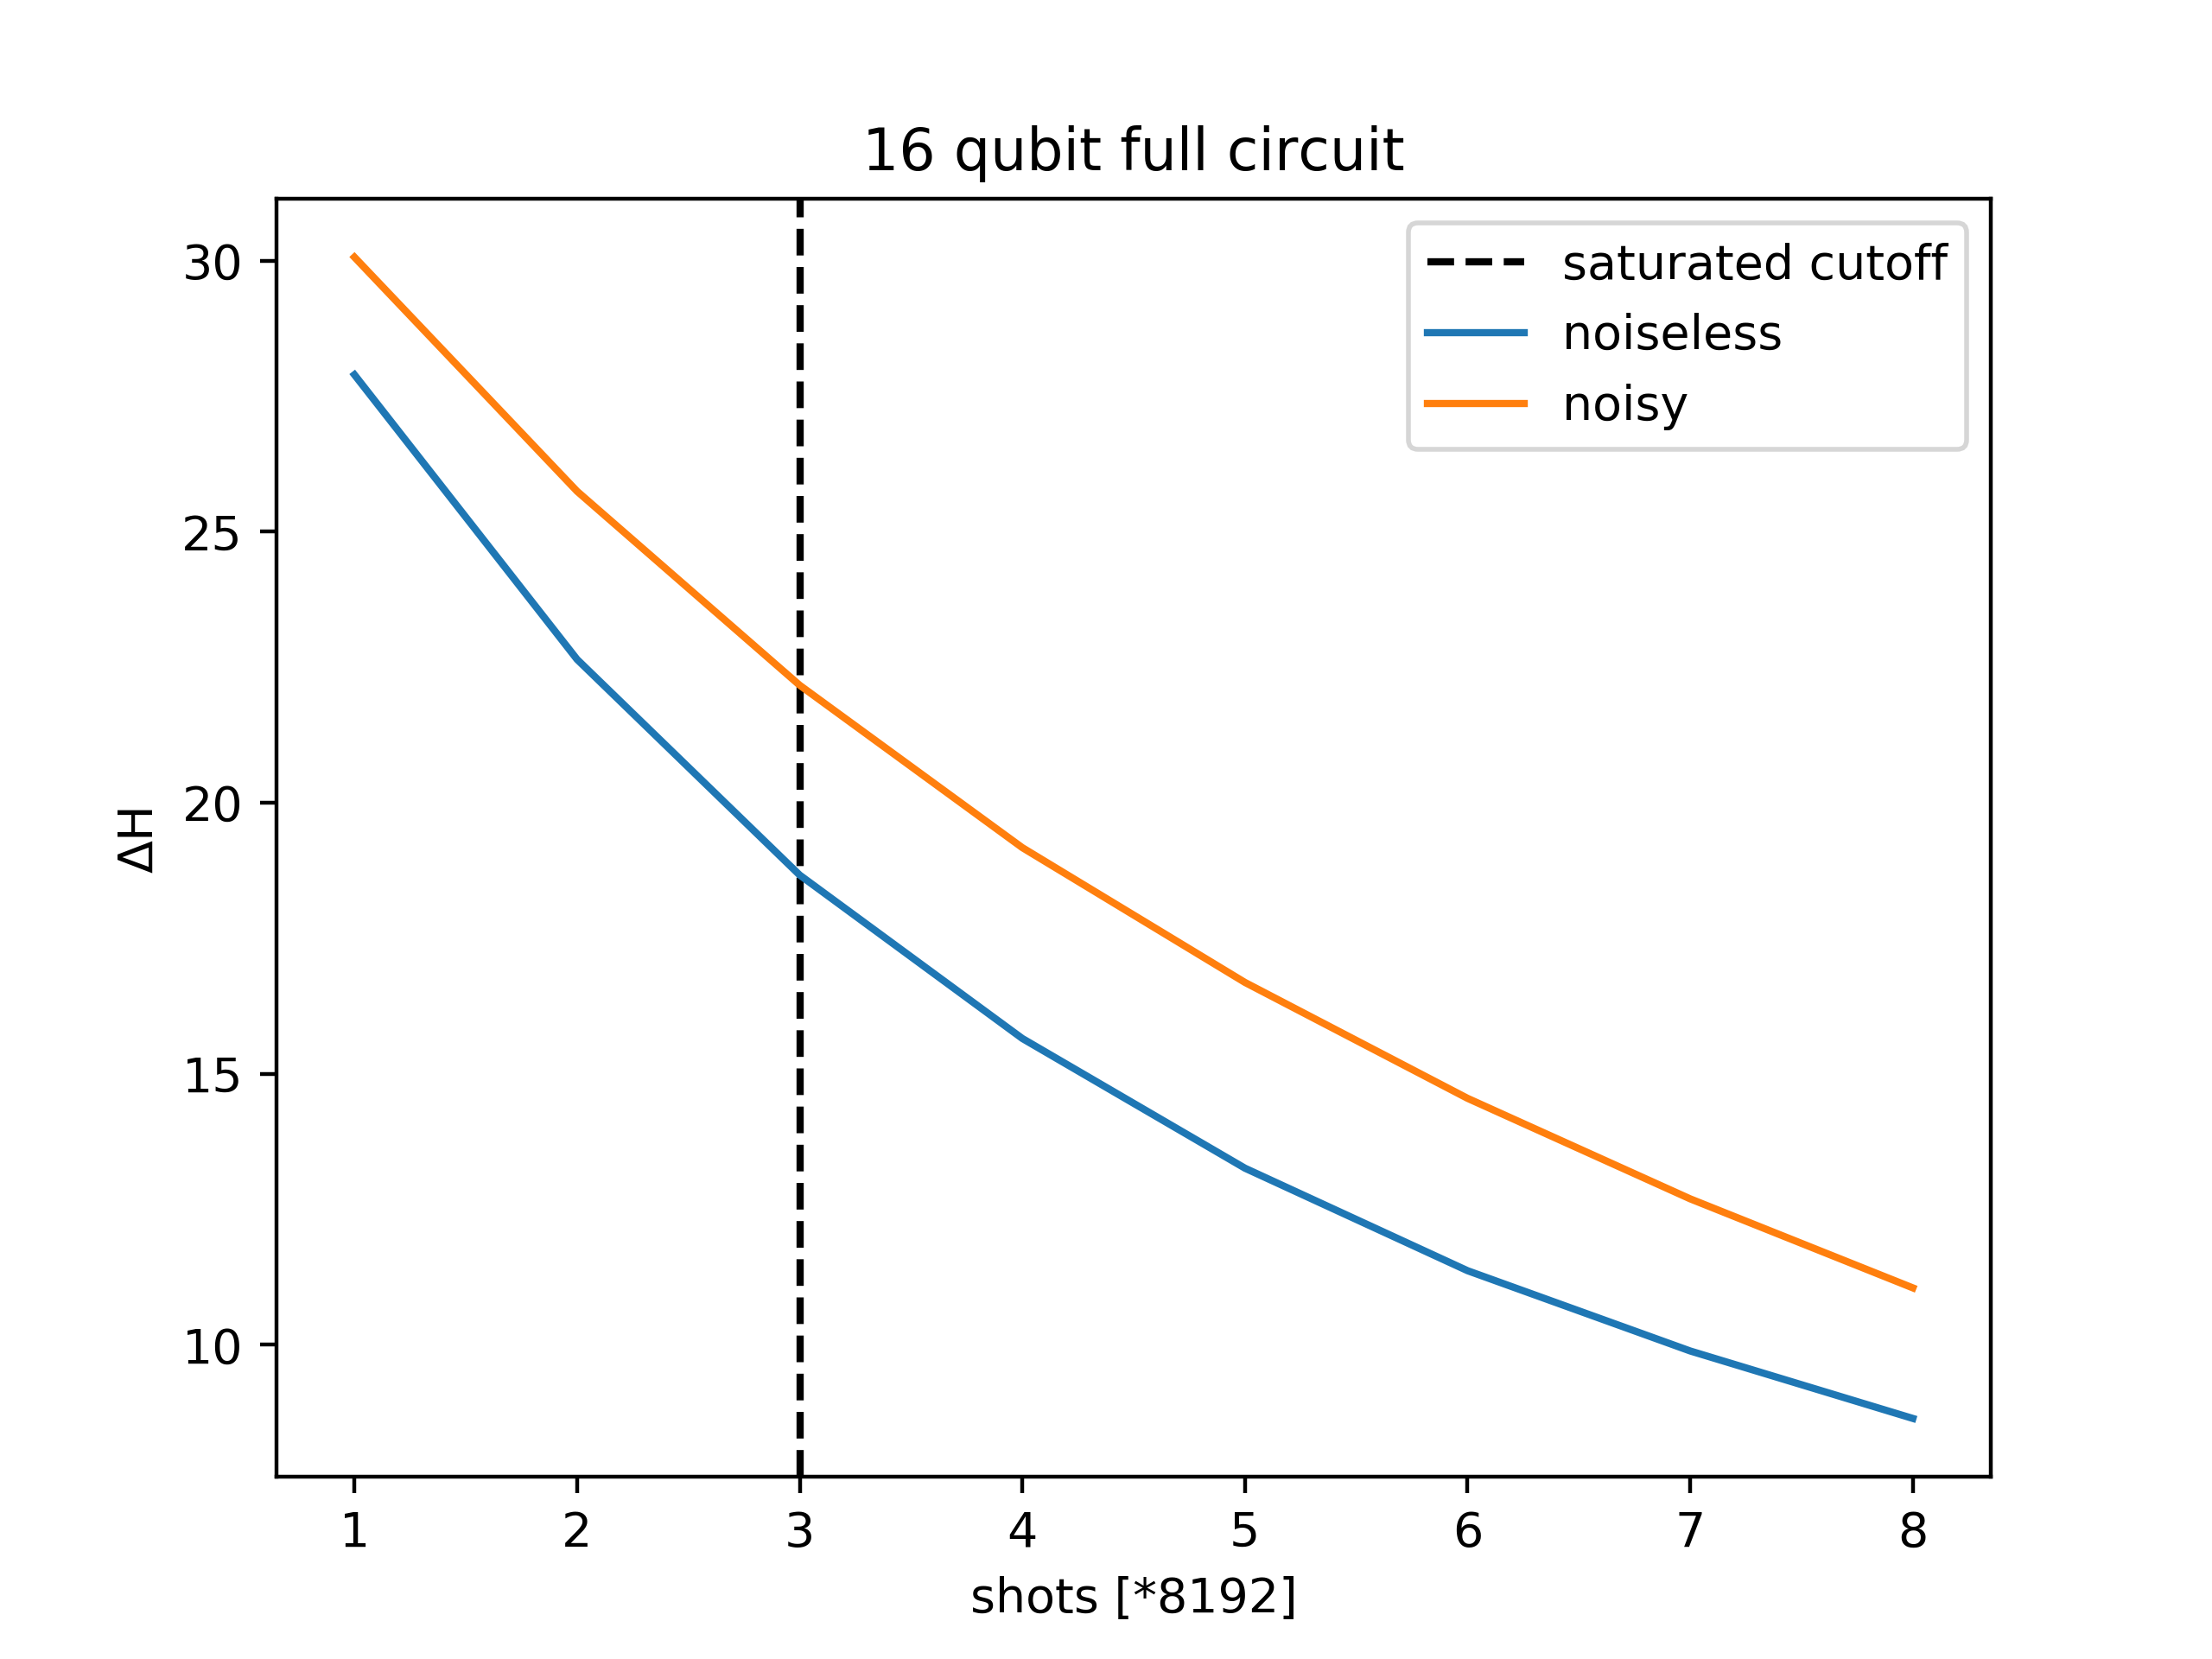 16 qubit full circuit
saturated cutoff
noiseless
noisy
30
25
20
15
10
ΔH
1 2 3 4 5 6 7 8
shots [*8192]